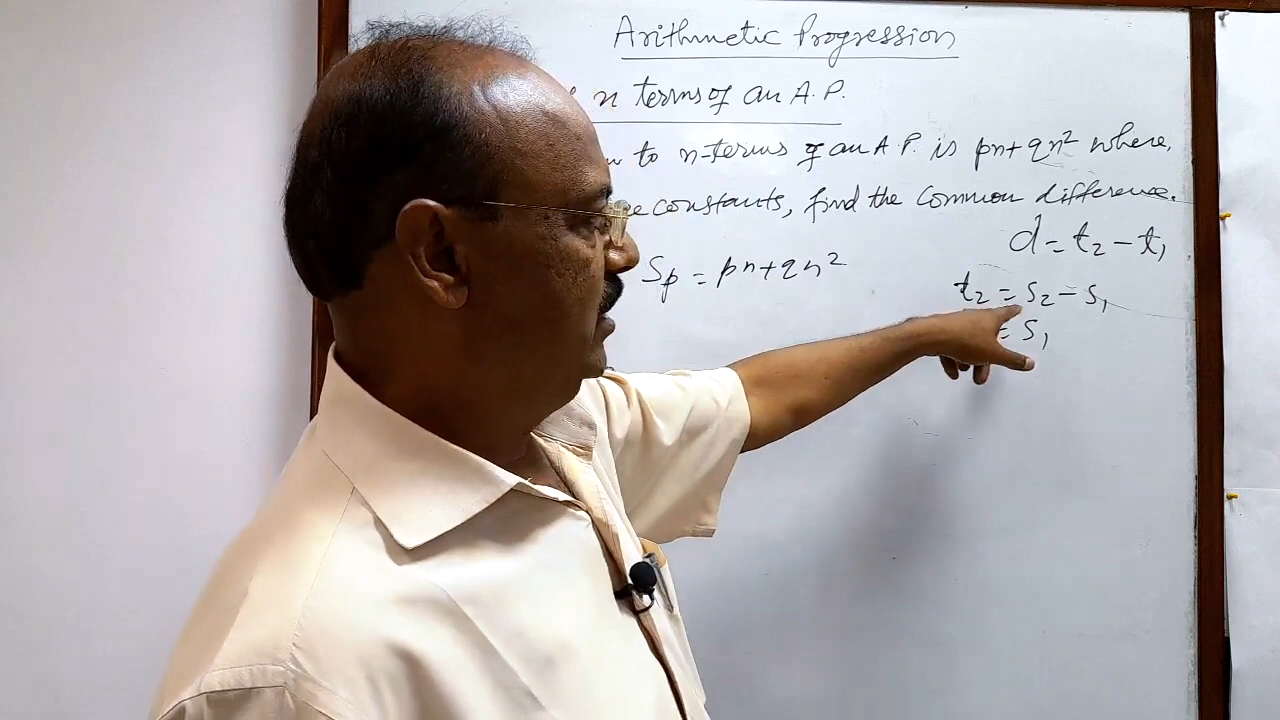 Arithmetic Progression
n terms of an A.P.
to n-terms of an A.P. is pn+qn² where,
constants, find the common difference.
d = t₂ - t₁
Sp = pn+qn²
t₂ = S₂ - S₁
= S₁